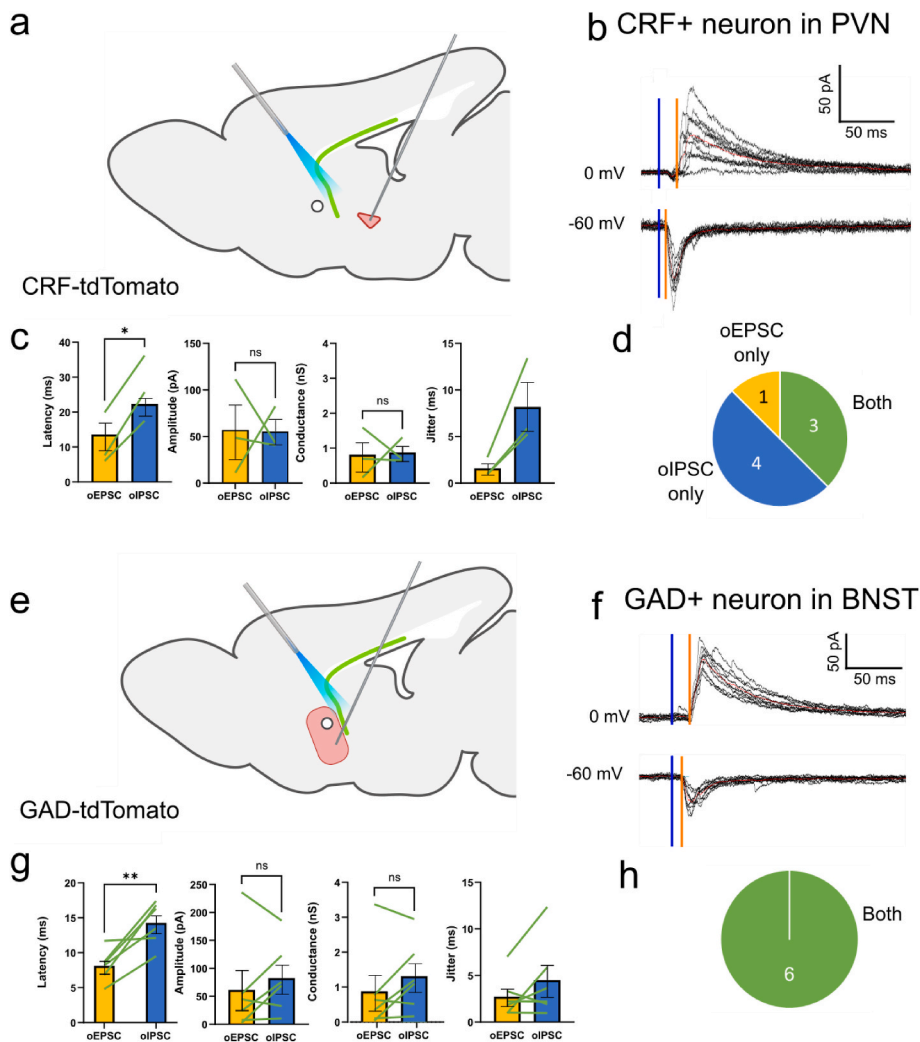 a
b CRF+ neuron in PVN
50 pA
50 ms
0 mV
-60 mV
CRF-tdTomato
c
Latency (ms)
40
30
20
10
0
*
oEPSC oIPSC
Amplitude (pA)
150
100
50
0
ns
oEPSC oIPSC
Conductance (nS)
3
2
1
0
ns
oEPSC oIPSC
Jitter (ms)
15
10
5
0
oEPSC oIPSC
d
oEPSC
only
1
Both
3
oIPSC
only
4
e
f GAD+ neuron in BNST
50 pA
50 ms
0 mV
-60 mV
GAD-tdTomato
g
Latency (ms)
20
15
10
5
0
**
oEPSC oIPSC
Amplitude (pA)
250
200
150
100
50
0
ns
oEPSC oIPSC
Conductance (nS)
4
3
2
1
0
ns
oEPSC oIPSC
Jitter (ms)
15
10
5
0
oEPSC oIPSC
h
Both
6